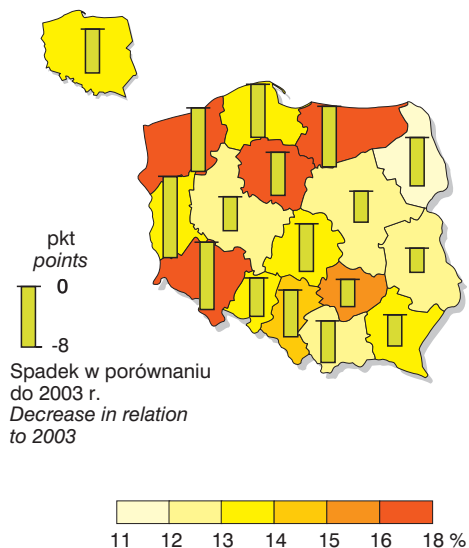 pkt
points
0
-8
Spadek w porównaniu
do 2003 r.
Decrease in relation
to 2003
11 12 13 14 15 16 18 %